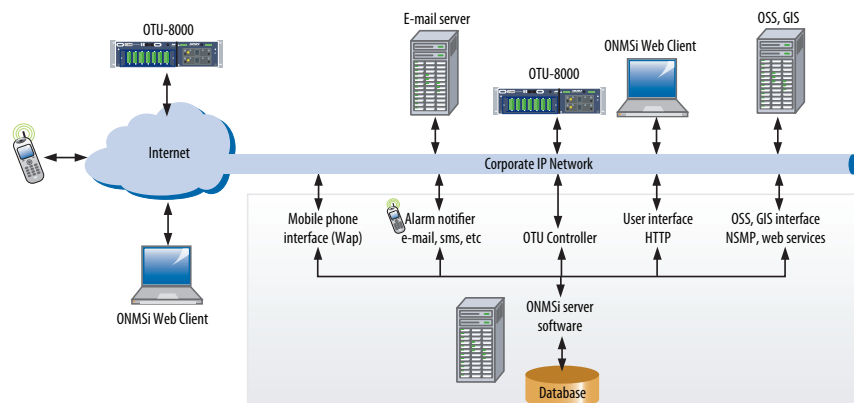 OTU-8000
E-mail server
OSS, GIS
ONMSi Web Client
OTU-8000
Internet
Corporate IP Network
Mobile phone
interface (Wap)
Alarm notifier
e-mail, sms, etc
OTU Controller
User interface
HTTP
OSS, GIS interface
NSMP, web services
ONMSi Web Client
ONMSi server
software
Database